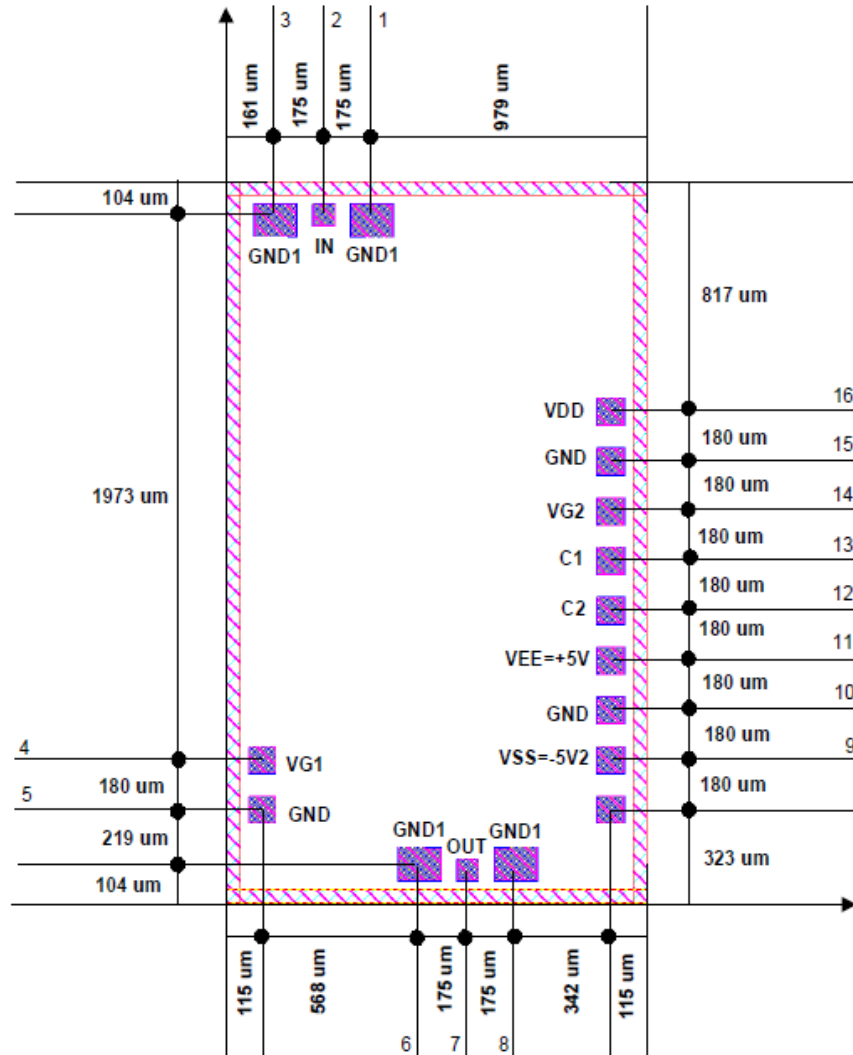 3 2 1
161 um 175 um 175 um 979 um
104 um
GND1 IN GND1
817 um
VDD 16
180 um
GND 15
180 um
1973 um VG2 14
180 um
C1 13
180 um
C2 12
180 um
VEE=+5V 11
180 um
GND 10
180 um
4 VG1 VSS=-5V2 9
180 um 180 um
5 GND
219 um GND1 OUT GND1 323 um
104 um
115 um 568 um 175 um 175 um 342 um 115 um
6 7 8